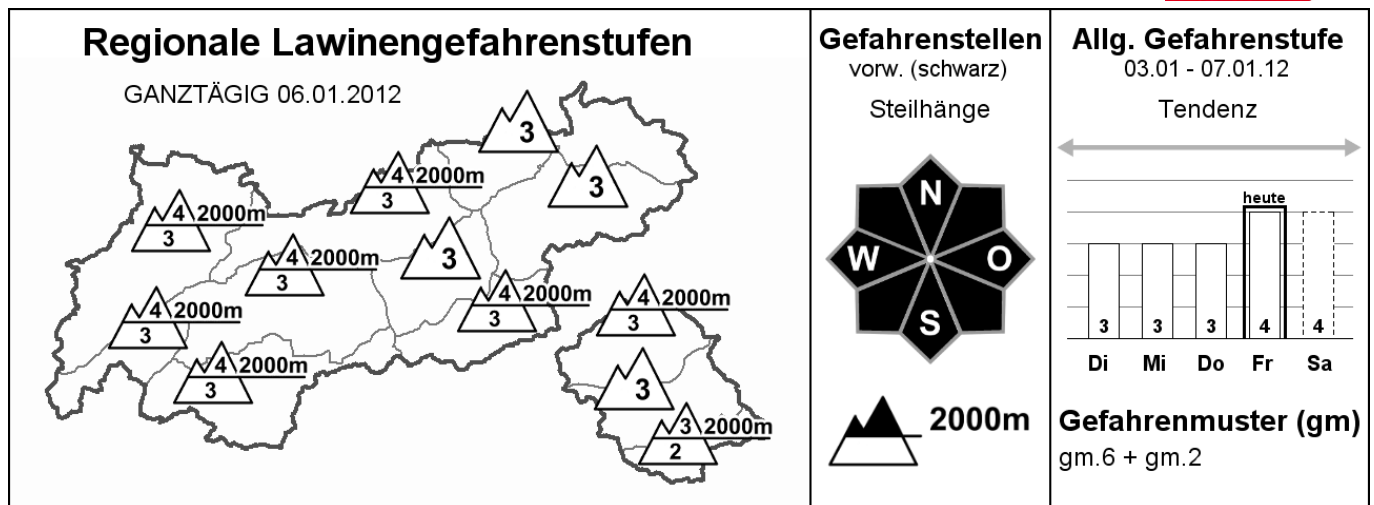 Regionale Lawinengefahrenstufen
GANZTÄGIG 06.01.2012
3
3
4 2000m
3
4 2000m
3
3
4 2000m
3
4 2000m
3
4 2000m
3
4 2000m
3
4 2000m
3
3
3 2000m
2
Gefahrenstellen
vorw. (schwarz)
Steilhänge
N
W
O
S
2000m
Allg. Gefahrenstufe
03.01 - 07.01.12
Tendenz
heute
3 3 3 4 4
Di Mi Do Fr Sa
Gefahrenmuster (gm)
gm.6 + gm.2